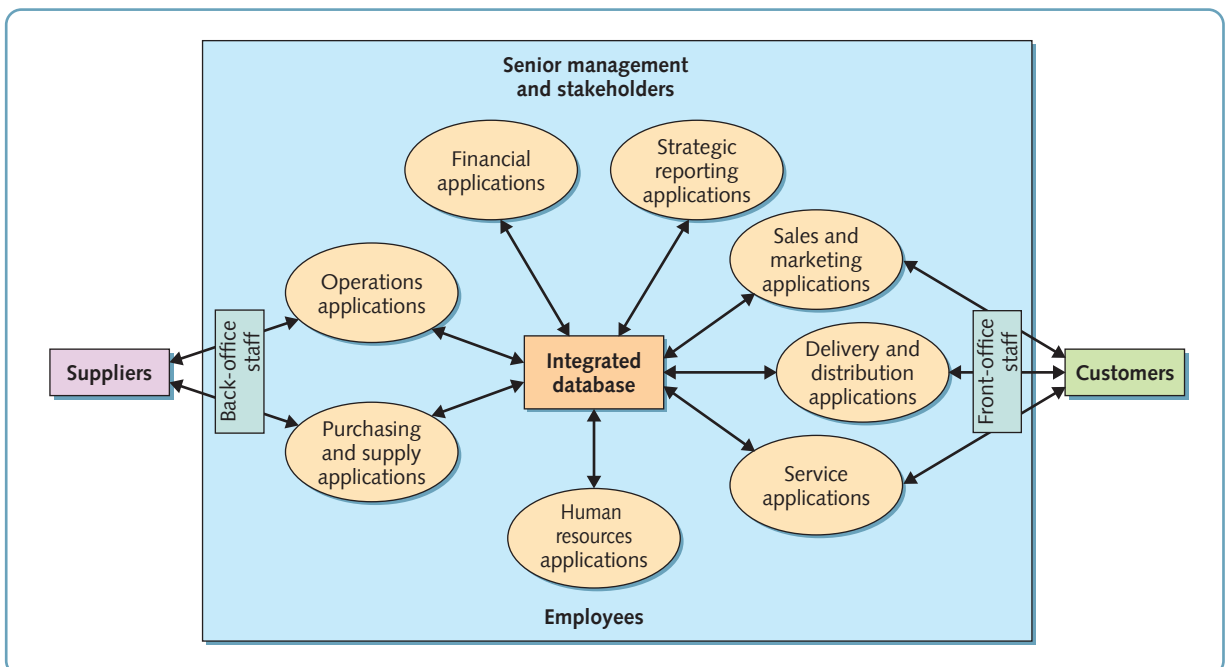 Senior management
and stakeholders
Financial
applications
Strategic
reporting
applications
Sales and
marketing
applications
Operations
applications
Suppliers
Back-office
staff
Integrated
database
Delivery and
distribution
applications
Front-office
staff
Customers
Purchasing
and supply
applications
Service
applications
Human
resources
applications
Employees